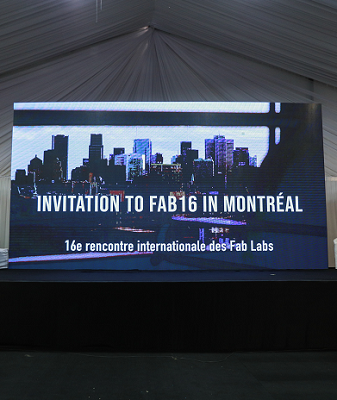 INVITATION TO FAB16 IN MONTRÉAL
16e rencontre internationale des Fab Labs